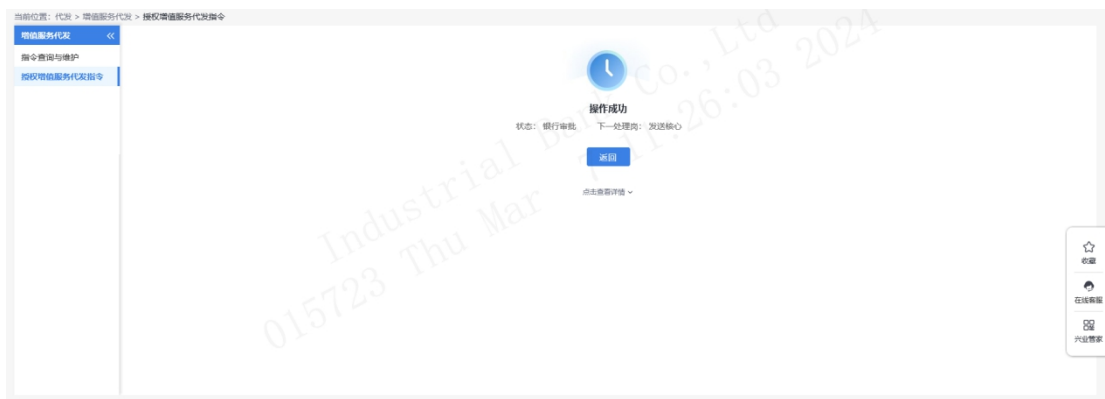 当前位置：代发 > 增值服务代发 > 授权增值服务代发指令
增值服务代发 «
指令查询与维护
授权增值服务代发指令
操作成功
状态： 银行审批 下一处理岗： 发送核心
返回
点击查看详情
收藏
在线客服
兴业管家
Industrial Bank Co., Ltd
015723 Thu Mar 7 11:26:03 2024